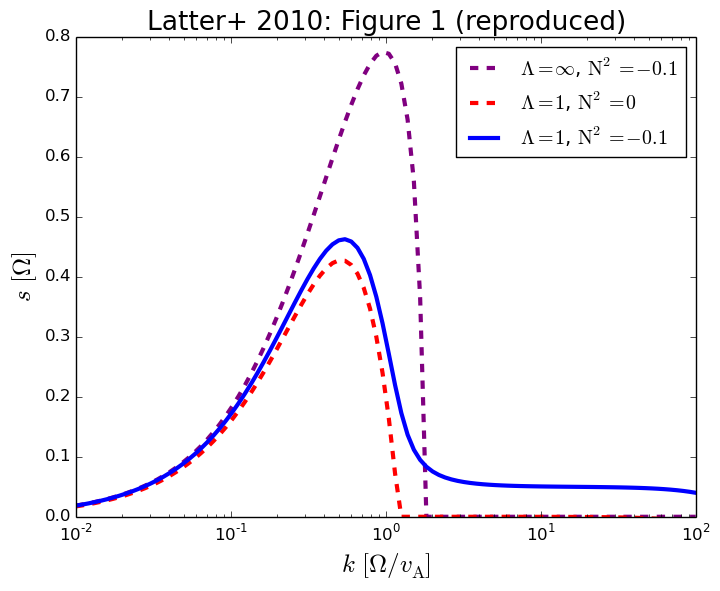 Latter+ 2010: Figure 1 (reproduced)
0.8
0.7
0.6
0.5
0.4
0.3
0.2
0.1
0.0
s [Ω]
Λ=∞, N² =−0.1
Λ=1, N² =0
Λ=1, N² =−0.1
10⁻² 10⁻¹ 10⁰ 10¹ 10²
k [Ω/v_A]